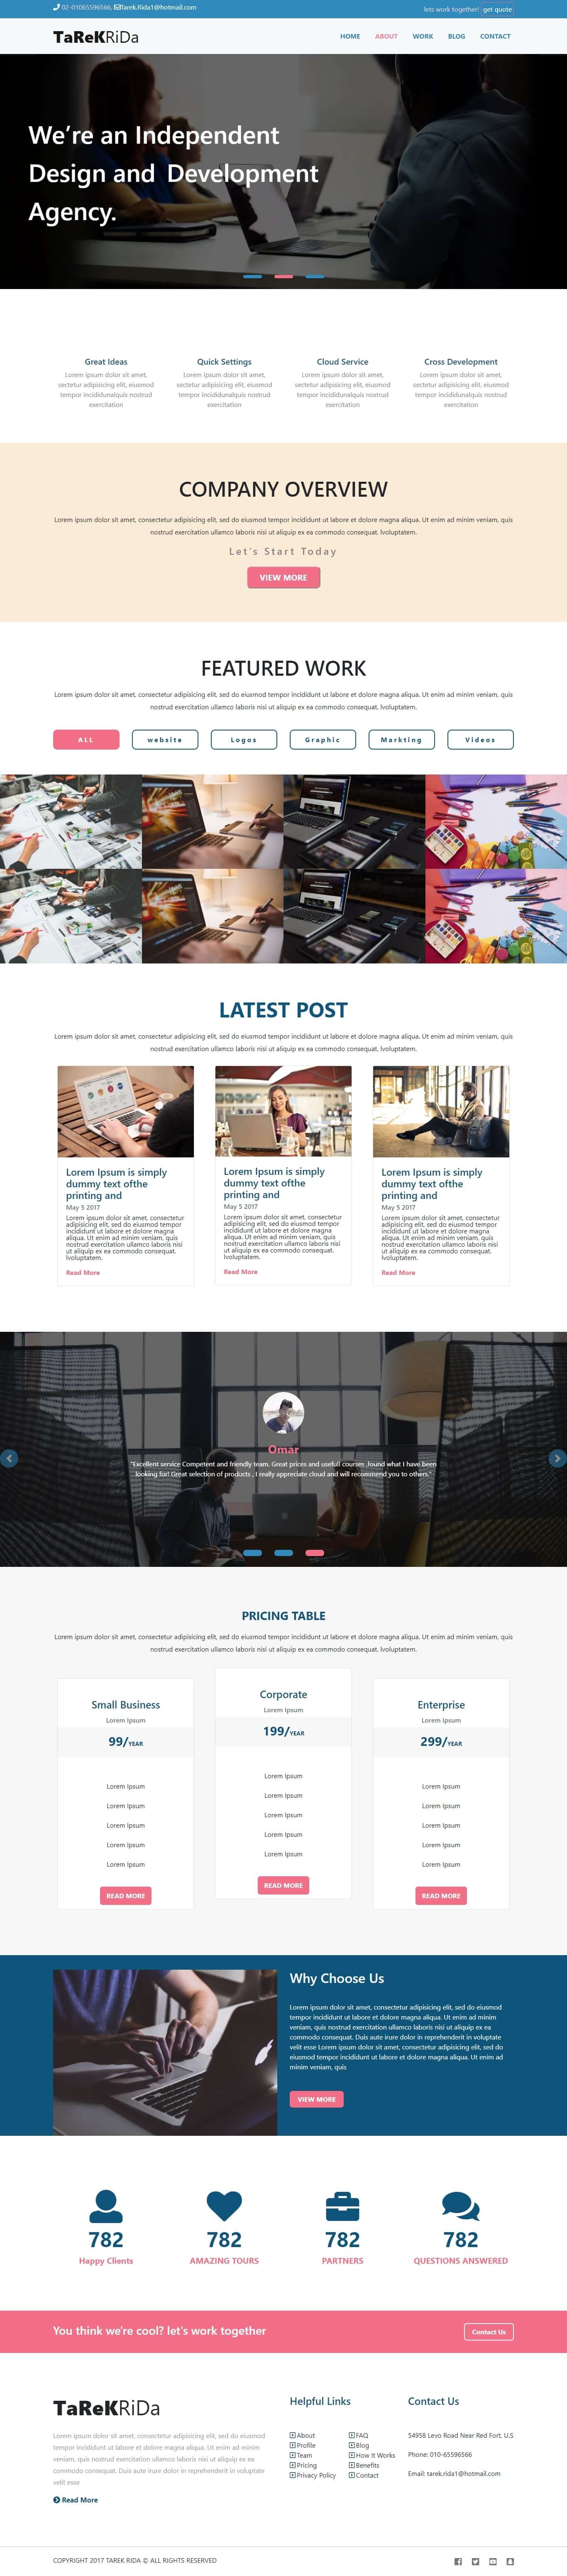 02-01065596566, Tarek.Rida1@hotmail.com
lets work together! get quote
TaReKRiDa
HOME ABOUT WORK BLOG CONTACT
We're an Independent
Design and Development
Agency.
Great Ideas
Lorem ipsum dolor sit amet,
sectetur adipisicing elit, eiusmod
tempor incididunalquis nostrud
exercitation
Quick Settings
Lorem ipsum dolor sit amet,
sectetur adipisicing elit, eiusmod
tempor incididunalquis nostrud
exercitation
Cloud Service
Lorem ipsum dolor sit amet,
sectetur adipisicing elit, eiusmod
tempor incididunalquis nostrud
exercitation
Cross Development
Lorem ipsum dolor sit amet,
sectetur adipisicing elit, eiusmod
tempor incididunalquis nostrud
exercitation
COMPANY OVERVIEW
Lorem ipsum dolor sit amet, consectetur adipisicing elit, sed do eiusmod tempor incididunt ut labore et dolore magna aliqua. Ut enim ad minim veniam, quis
nostrud exercitation ullamco laboris nisi ut aliquip ex ea commodo consequat. lvoluptatem.
Let's Start Today
VIEW MORE
FEATURED WORK
Lorem ipsum dolor sit amet, consectetur adipisicing elit, sed do eiusmod tempor incididunt ut labore et dolore magna aliqua. Ut enim ad minim veniam, quis
nostrud exercitation ullamco laboris nisi ut aliquip ex ea commodo consequat. lvoluptatem.
ALL website Logos Graphic Markting Videos
LATEST POST
Lorem ipsum dolor sit amet, consectetur adipisicing elit, sed do eiusmod tempor incididunt ut labore et dolore magna aliqua. Ut enim ad minim veniam, quis
nostrud exercitation ullamco laboris nisi ut aliquip ex ea commodo consequat. lvoluptatem.
Lorem Ipsum is simply
dummy text ofthe
printing and
May 5 2017
Lorem ipsum dolor sit amet, consectetur
adipisicing elit, sed do eiusmod tempor
incididunt ut labore et dolore magna
aliqua. Ut enim ad minim veniam, quis
nostrud exercitation ullamco laboris nisi
ut aliquip ex ea commodo consequat.
lvoluptatem.
Read More
Lorem Ipsum is simply
dummy text ofthe
printing and
May 5 2017
Lorem ipsum dolor sit amet, consectetur
adipisicing elit, sed do eiusmod tempor
incididunt ut labore et dolore magna
aliqua. Ut enim ad minim veniam, quis
nostrud exercitation ullamco laboris nisi
ut aliquip ex ea commodo consequat.
lvoluptatem.
Read More
Lorem Ipsum is simply
dummy text ofthe
printing and
May 5 2017
Lorem ipsum dolor sit amet, consectetur
adipisicing elit, sed do eiusmod tempor
incididunt ut labore et dolore magna
aliqua. Ut enim ad minim veniam, quis
nostrud exercitation ullamco laboris nisi
ut aliquip ex ea commodo consequat.
lvoluptatem.
Read More
Omar
"Excellent service Competent and friendly team. Great prices and usefull courses ,found what I have been
looking for! Great selection of products , I really appreciate cloud and will recommend you to others."
PRICING TABLE
Lorem ipsum dolor sit amet, consectetur adipisicing elit, sed do eiusmod tempor incididunt ut labore et dolore magna aliqua. Ut enim ad minim veniam, quis
nostrud exercitation ullamco laboris nisi ut aliquip ex ea commodo consequat. lvoluptatem.
Small Business
Lorem Ipsum
99/YEAR
Lorem Ipsum
Lorem Ipsum
Lorem Ipsum
Lorem Ipsum
Lorem Ipsum
READ MORE
Corporate
Lorem Ipsum
199/YEAR
Lorem Ipsum
Lorem Ipsum
Lorem Ipsum
Lorem Ipsum
Lorem Ipsum
READ MORE
Enterprise
Lorem Ipsum
299/YEAR
Lorem Ipsum
Lorem Ipsum
Lorem Ipsum
Lorem Ipsum
Lorem Ipsum
READ MORE
Why Choose Us
Lorem ipsum dolor sit amet, consectetur adipisicing elit, sed do eiusmod
tempor incididunt ut labore et dolore magna aliqua. Ut enim ad minim
veniam, quis nostrud exercitation ullamco laboris nisi ut aliquip ex ea
commodo consequat. Duis aute irure dolor in reprehenderit in voluptate
velit esse Lorem ipsum dolor sit amet, consectetur adipisicing elit, sed do
eiusmod tempor incididunt ut labore et dolore magna aliqua. Ut enim ad
minim veniam, quis
VIEW MORE
782
Happy Clients
782
AMAZING TOURS
782
PARTNERS
782
QUESTIONS ANSWERED
You think we're cool? let's work together
Contact Us
TaReKRiDa
Lorem ipsum dolor sit amet, consectetur adipisicing elit, sed do eiusmod
tempor incididunt ut labore et dolore magna aliqua. Ut enim ad minim
veniam, quis nostrud exercitation ullamco laboris nisi ut aliquip ex ea
commodo consequat. Duis aute irure dolor in reprehenderit in voluptate
velit esse
Read More
Helpful Links
About
Profile
Team
Pricing
Privacy Policy
FAQ
Blog
How It Works
Benefits
Contact
Contact Us
54958 Levo Road Near Red Fort, U.S
Phone: 010-65596566
Email: tarek.rida1@hotmail.com
COPYRIGHT 2017 TAREK RIDA © ALL RIGHTS RESERVED